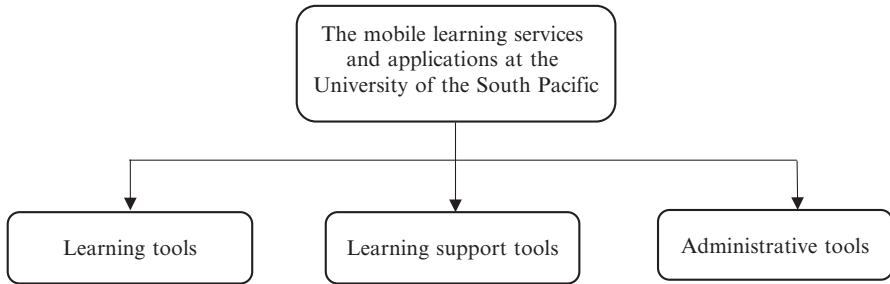 The mobile learning services
and applications at the
University of the South Pacific
Learning tools
Learning support tools
Administrative tools